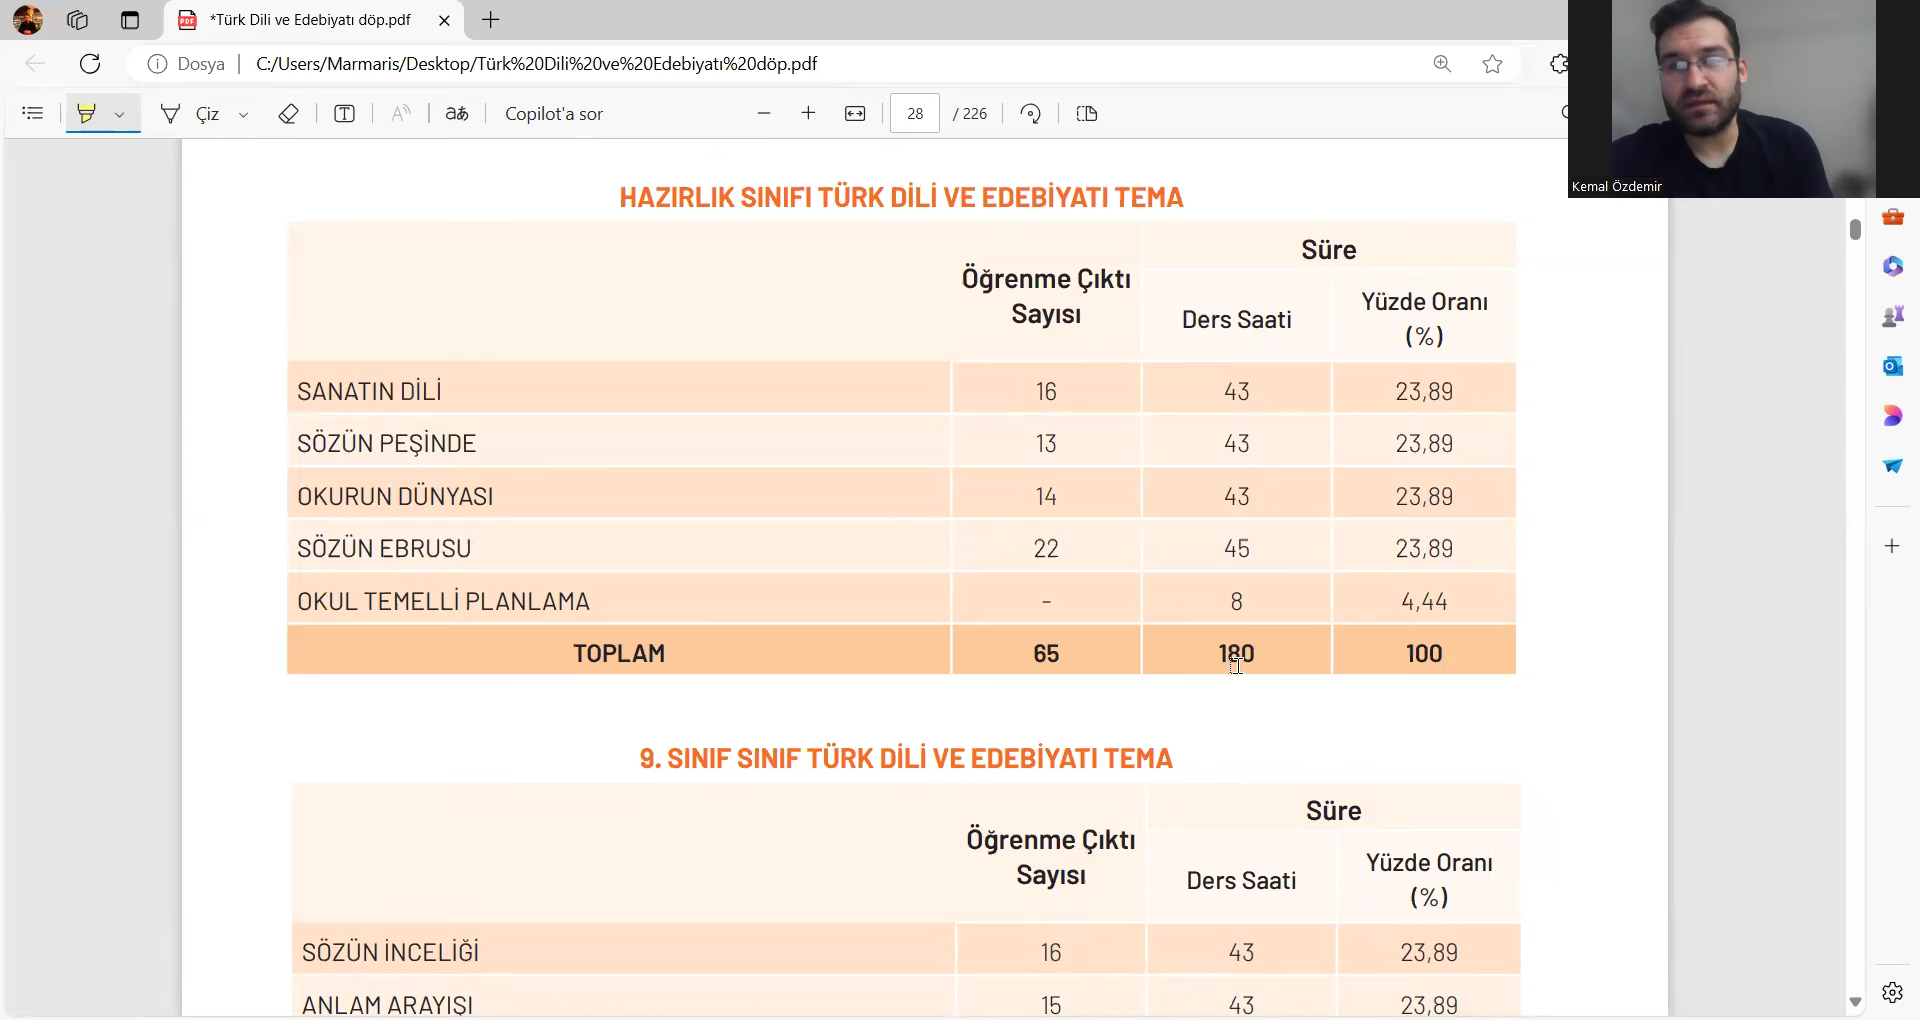 *Türk Dili ve Edebiyatı döp.pdf
Dosya
C:/Users/Marmaris/Desktop/Türk%20Dili%20ve%20Edebiyatı%20döp.pdf
Çiz
aあ
Copilot'a sor
28 / 226
Kemal Özdemir
HAZIRLIK SINIFI TÜRK DİLİ VE EDEBİYATI TEMA
Öğrenme Çıktı Sayısı
Süre
Ders Saati
Yüzde Oranı (%)
SANATIN DİLİ 16 43 23,89
SÖZÜN PEŞİNDE 13 43 23,89
OKURUN DÜNYASI 14 43 23,89
SÖZÜN EBRUSU 22 45 23,89
OKUL TEMELLİ PLANLAMA - 8 4,44
TOPLAM 65 180 100
9. SINIF SINIF TÜRK DİLİ VE EDEBİYATI TEMA
Öğrenme Çıktı Sayısı
Süre
Ders Saati
Yüzde Oranı (%)
SÖZÜN İNCELİĞİ 16 43 23,89
ANLAM ARAYIŞI 15 43 23,89